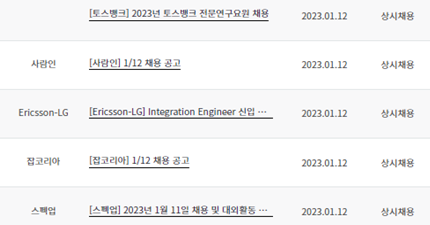 [토스뱅크] 2023년 토스뱅크 전문연구요원 채용 2023.01.12 상시채용
사람인 [사람인] 1/12 채용 공고 2023.01.12 상시채용
Ericsson-LG [Ericsson-LG] Integration Engineer 신입 ··· 2023.01.12 상시채용
잡코리아 [잡코리아] 1/12 채용 공고 2023.01.12 상시채용
스펙업 [스펙업] 2023년 1월 11일 채용 및 대외활동 ··· 2023.01.12 상시채용